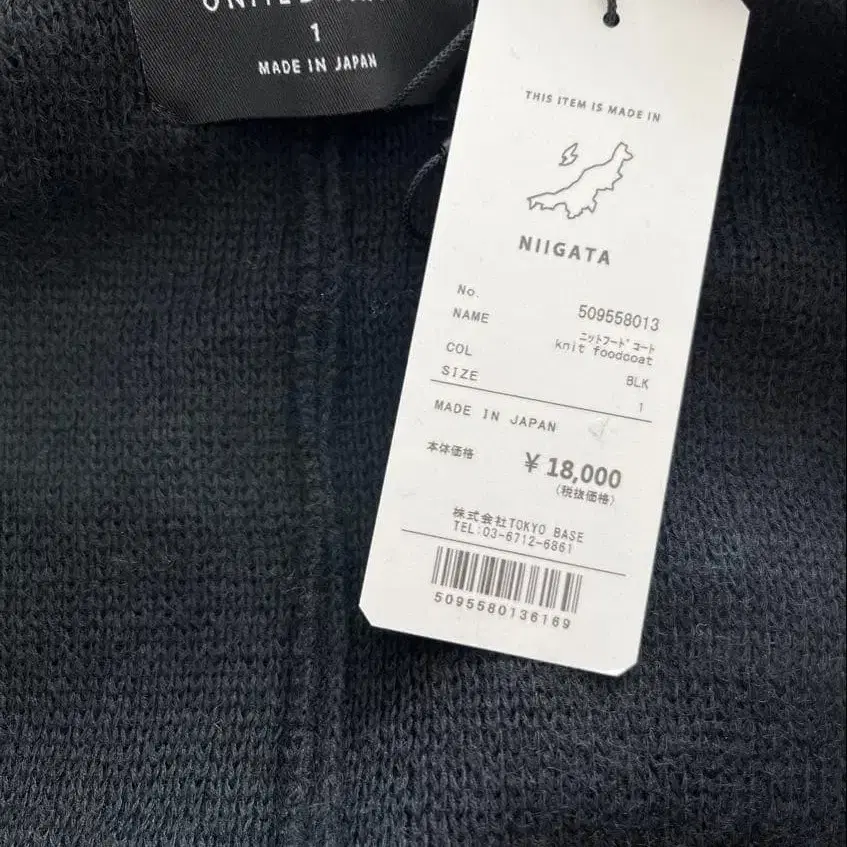 UNITED
1
MADE IN JAPAN
THIS ITEM IS MADE IN
NIIGATA
No. 509558013
NAME ニットフードコート
knit foodcoat
COL BLK
SIZE 1
MADE IN JAPAN
本体価格 ¥ 18,000
(税抜価格)
株式会社TOKYO BASE
TEL:03-6712-6861
5095580136169